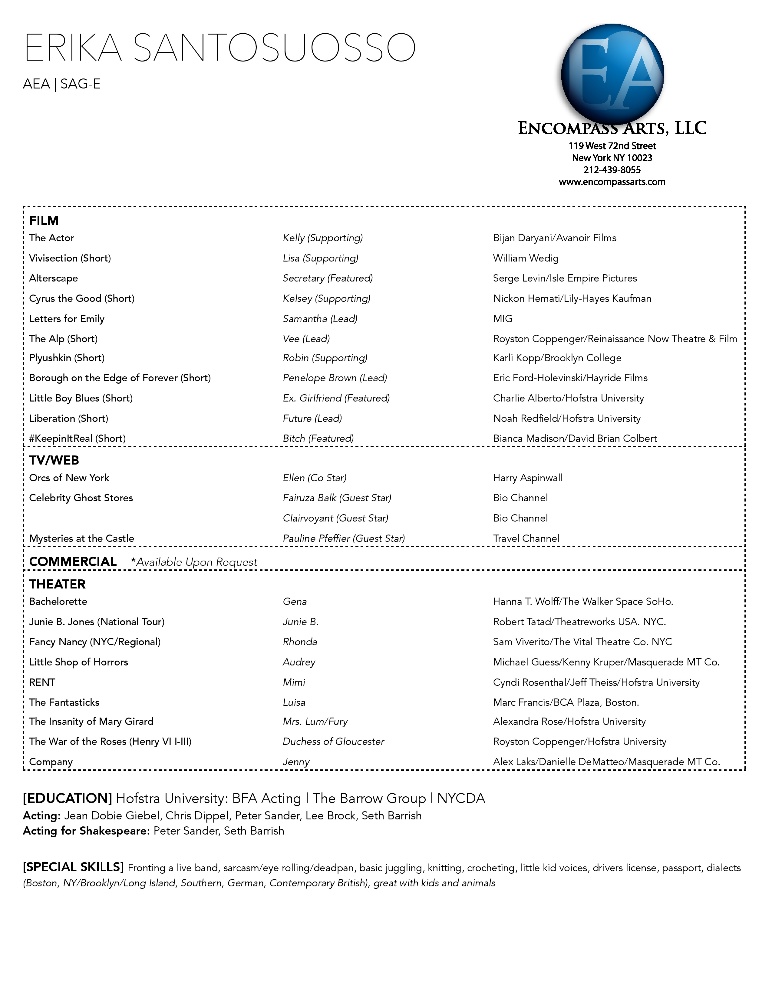 ERIKA SANTOSUOSSO
AEA | SAG-E
EA
ENCOMPASS ARTS, LLC
119 West 72nd Street
New York NY 10023
212-439-8055
www.encompassarts.com
FILM
The Actor Kelly (Supporting) Bijan Daryani/Avanoir Films
Vivisection (Short) Lisa (Supporting) William Wedig
Alterscape Secretary (Featured) Serge Levin/Isle Empire Pictures
Cyrus the Good (Short) Kelsey (Supporting) Nickon Hemati/Lily-Hayes Kaufman
Letters for Emily Samantha (Lead) MIG
The Alp (Short) Vee (Lead) Royston Coppenger/Reinaissance Now Theatre & Film
Plyushkin (Short) Robin (Supporting) Karli Kopp/Brooklyn College
Borough on the Edge of Forever (Short) Penelope Brown (Lead) Eric Ford-Holevinski/Hayride Films
Little Boy Blues (Short) Ex. Girlfriend (Featured) Charlie Alberto/Hofstra University
Liberation (Short) Future (Lead) Noah Redfield/Hofstra University
#KeepinItReal (Short) Bitch (Featured) Bianca Madison/David Brian Colbert
TV/WEB
Orcs of New York Ellen (Co Star) Harry Aspinwall
Celebrity Ghost Stores Fairuza Balk (Guest Star) Bio Channel
Clairvoyant (Guest Star) Bio Channel
Mysteries at the Castle Pauline Pfeffier (Guest Star) Travel Channel
COMMERCIAL *Available Upon Request
THEATER
Bachelorette Gena Hanna T. Wolff/The Walker Space SoHo.
Junie B. Jones (National Tour) Junie B. Robert Tatad/Theatreworks USA. NYC.
Fancy Nancy (NYC/Regional) Rhonda Sam Viverito/The Vital Theatre Co. NYC
Little Shop of Horrors Audrey Michael Guess/Kenny Kruper/Masquerade MT Co.
RENT Mimi Cyndi Rosenthal/Jeff Theiss/Hofstra University
The Fantasticks Luisa Marc Francis/BCA Plaza, Boston.
The Insanity of Mary Girard Mrs. Lum/Fury Alexandra Rose/Hofstra University
The War of the Roses (Henry VI I-III) Duchess of Gloucester Royston Coppenger/Hofstra University
Company Jenny Alex Laks/Danielle DeMatteo/Masquerade MT Co.
[EDUCATION] Hofstra University: BFA Acting | The Barrow Group | NYCDA
Acting: Jean Dobie Giebel, Chris Dippel, Peter Sander, Lee Brock, Seth Barrish
Acting for Shakespeare: Peter Sander, Seth Barrish
[SPECIAL SKILLS] Fronting a live band, sarcasm/eye rolling/deadpan, basic juggling, knitting, crocheting, little kid voices, drivers license, passport, dialects
(Boston, NY/Brooklyn/Long Island, Southern, German, Contemporary British), great with kids and animals